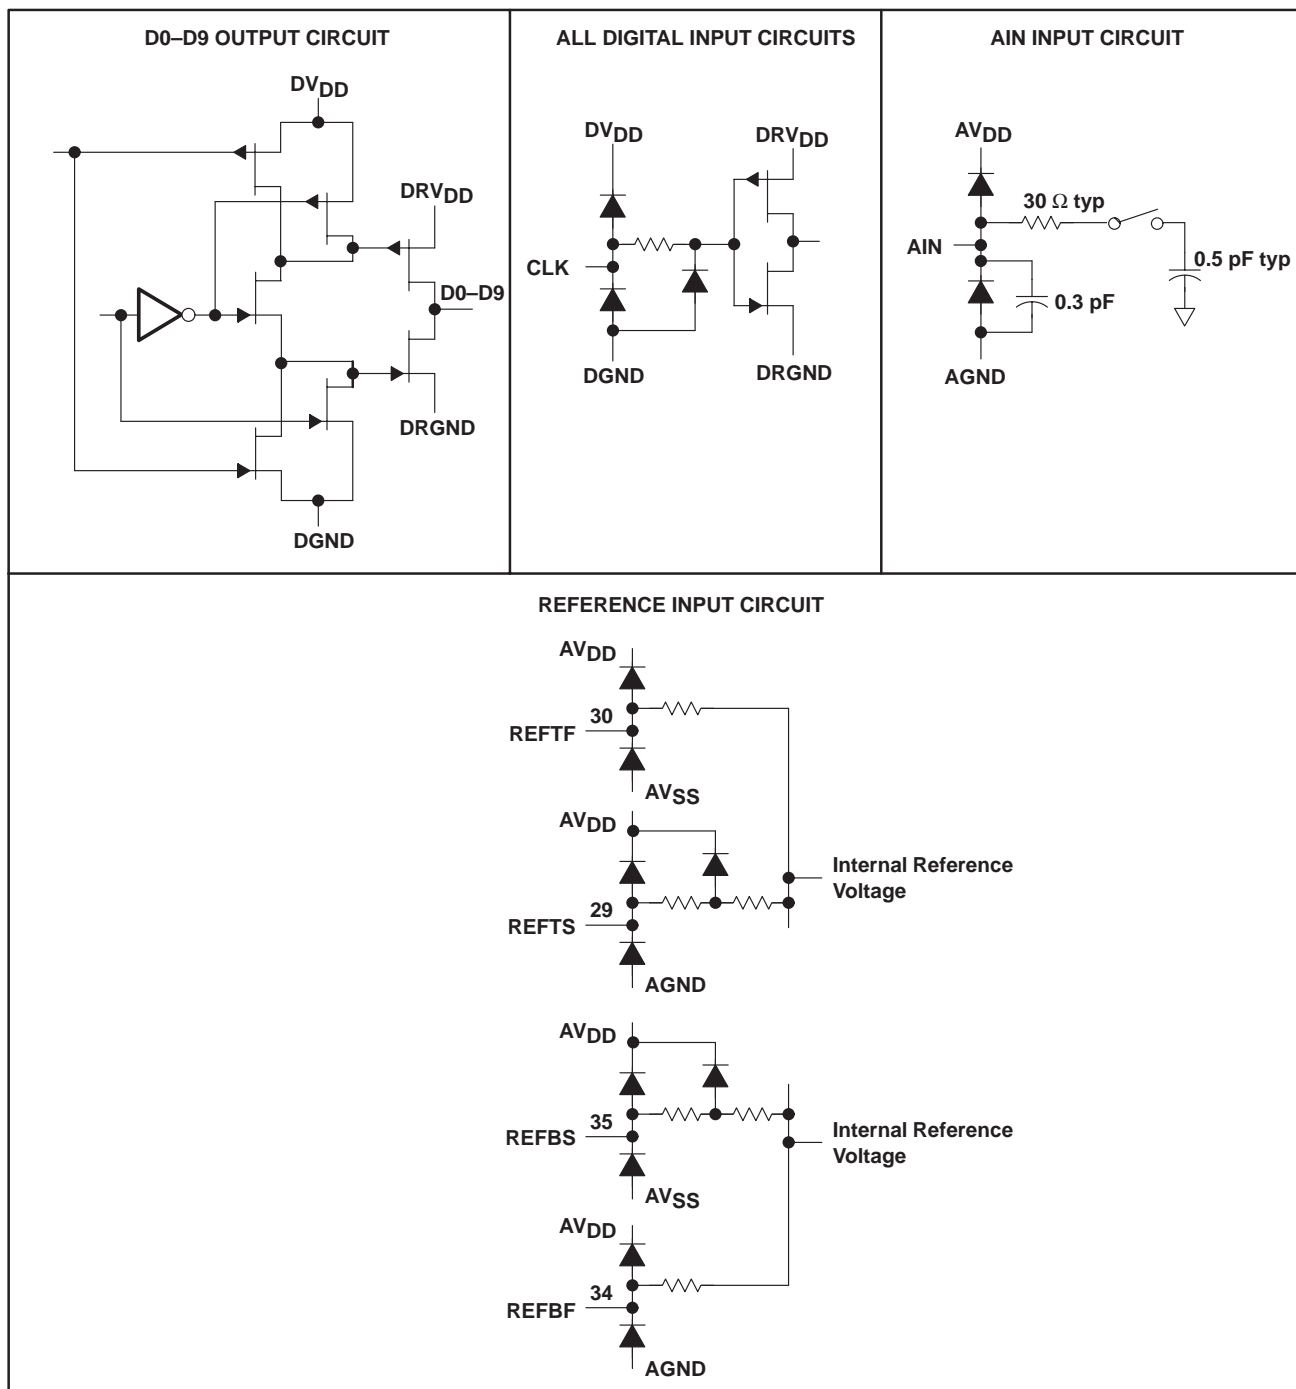 D0–D9 OUTPUT CIRCUIT
DVDD
DRVDD
D0–D9
DRGND
DGND
ALL DIGITAL INPUT CIRCUITS
DVDD
DRVDD
CLK
DGND
DRGND
AIN INPUT CIRCUIT
AVDD
30 Ω typ
AIN
0.5 pF typ
0.3 pF
AGND
REFERENCE INPUT CIRCUIT
AVDD
30
REFTF
AVSS
AVDD
Internal Reference
Voltage
29
REFTS
AGND
AVDD
35
REFBS
Internal Reference
Voltage
AVSS
AVDD
34
REFBF
AGND